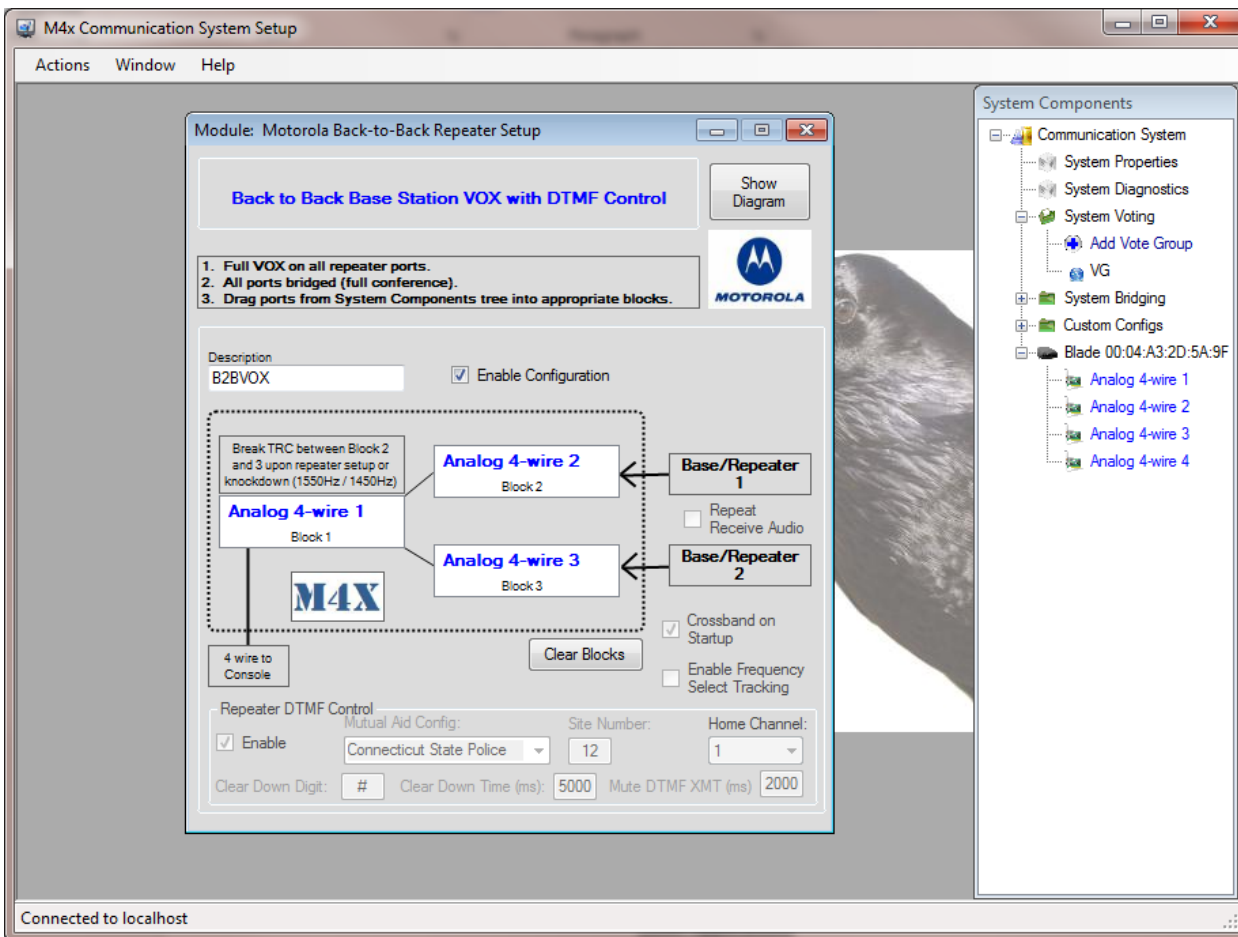 M4x Communication System Setup
Actions Window Help
System Components
Communication System
System Properties
System Diagnostics
System Voting
Add Vote Group
VG
System Bridging
Custom Configs
Blade 00:04:A3:2D:5A:9F
Analog 4-wire 1
Analog 4-wire 2
Analog 4-wire 3
Analog 4-wire 4
Module: Motorola Back-to-Back Repeater Setup
Back to Back Base Station VOX with DTMF Control
Show
Diagram
1. Full VOX on all repeater ports.
2. All ports bridged (full conference).
3. Drag ports from System Components tree into appropriate blocks.
MOTOROLA
Description
B2BVOX
Enable Configuration
Break TRC between Block 2
and 3 upon repeater setup or
knockdown (1550Hz / 1450Hz)
Analog 4-wire 1
Block 1
Analog 4-wire 2
Block 2
Analog 4-wire 3
Block 3
Base/Repeater
1
Repeat
Receive Audio
Base/Repeater
2
M4X
Crossband on
Startup
4 wire to
Console
Clear Blocks
Enable Frequency
Select Tracking
Repeater DTMF Control
Enable
Mutual Aid Config:
Connecticut State Police
Site Number:
12
Home Channel:
1
Clear Down Digit: # Clear Down Time (ms): 5000 Mute DTMF XMT (ms) 2000
Connected to localhost